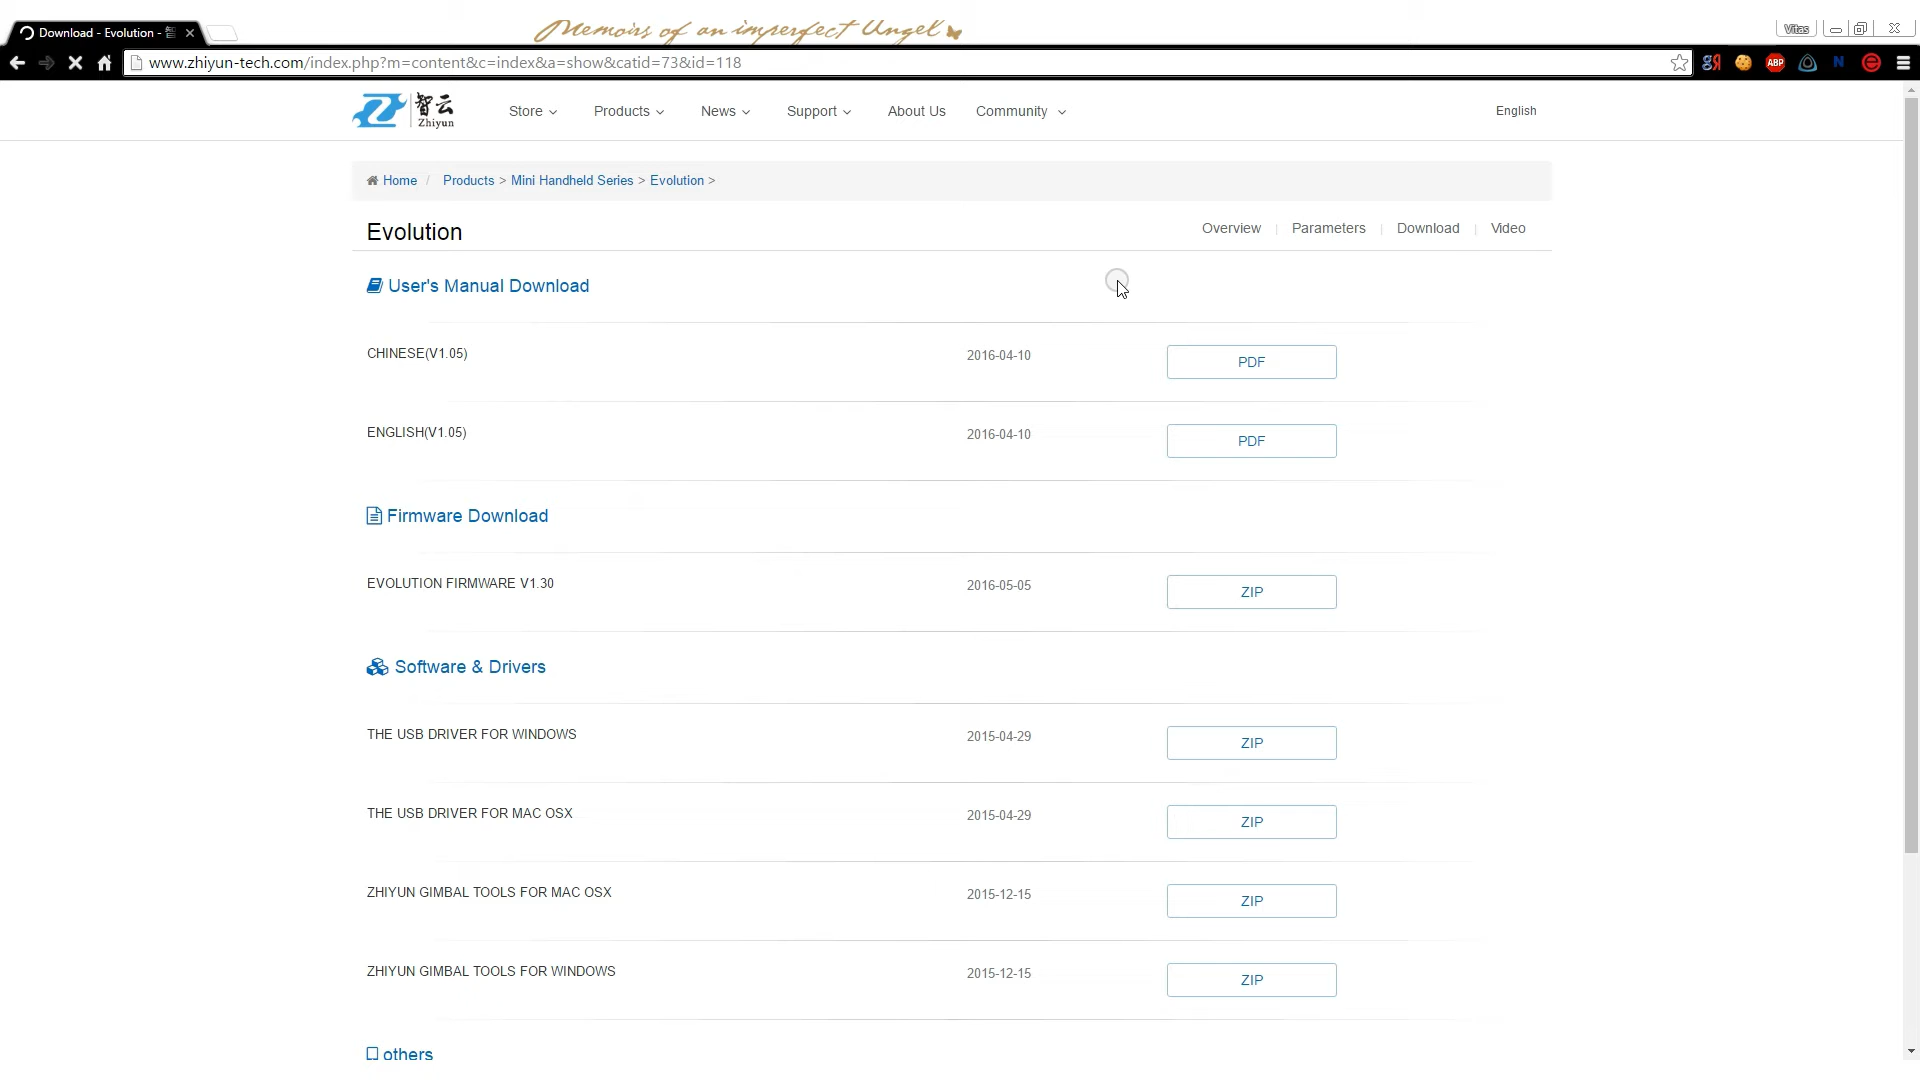 Download - Evolution - 智
Memoirs of an imperfect Angel
Vitas
www.zhiyun-tech.com/index.php?m=content&c=index&a=show&catid=73&id=118
gЯ
ABP
N
e
智云
Zhiyun
Store
Products
News
Support
About Us
Community
English
Home / Products > Mini Handheld Series > Evolution >
Evolution
Overview | Parameters | Download | Video
User's Manual Download
CHINESE(V1.05) 2016-04-10 PDF
ENGLISH(V1.05) 2016-04-10 PDF
Firmware Download
EVOLUTION FIRMWARE V1.30 2016-05-05 ZIP
Software & Drivers
THE USB DRIVER FOR WINDOWS 2015-04-29 ZIP
THE USB DRIVER FOR MAC OSX 2015-04-29 ZIP
ZHIYUN GIMBAL TOOLS FOR MAC OSX 2015-12-15 ZIP
ZHIYUN GIMBAL TOOLS FOR WINDOWS 2015-12-15 ZIP
others